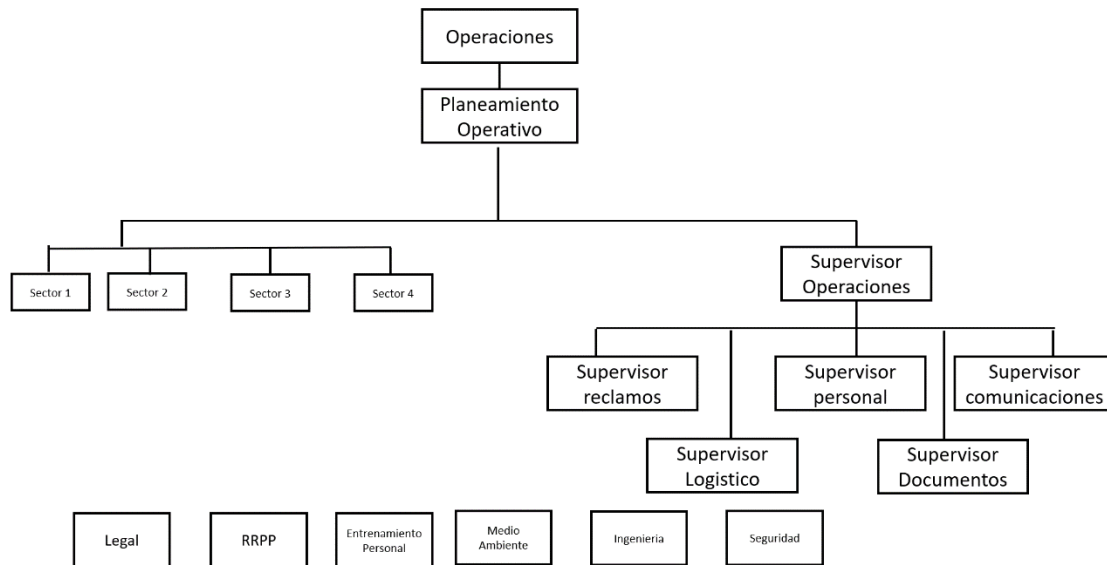 Operaciones
Planeamiento
Operativo
Sector 1
Sector 2
Sector 3
Sector 4
Supervisor
Operaciones
Supervisor
reclamos
Supervisor
personal
Supervisor
comunicaciones
Supervisor
Logistico
Supervisor
Documentos
Legal
RRPP
Entrenamiento
Personal
Medio
Ambiente
Ingenieria
Seguridad